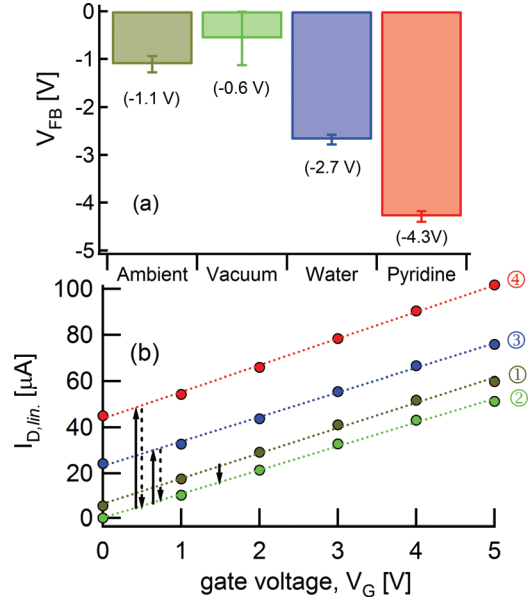 0
-1
-2
-3
-4
-5
V_FB [V]
(-1.1 V)
(-0.6 V)
(-2.7 V)
(-4.3V)
(a)
Ambient
Vacuum
Water
Pyridine
100
80
60
40
20
0
I_D,lin. [µA]
(b)
④
③
①
②
0
1
2
3
4
5
gate voltage, V_G [V]